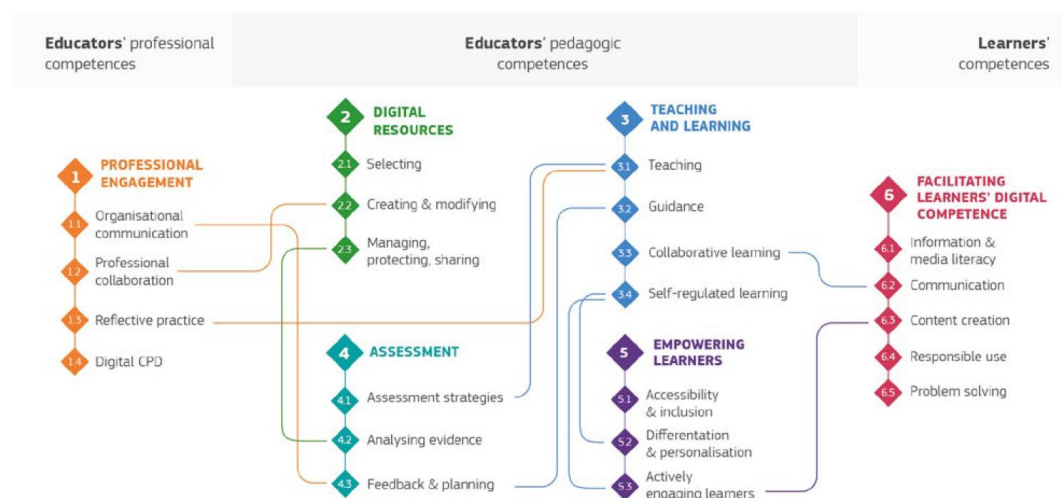 Educators' professional
competences
Educators' pedagogic
competences
Learners'
competences
1
PROFESSIONAL
ENGAGEMENT
1.1
Organisational
communication
1.2
Professional
collaboration
1.3
Reflective practice
1.4
Digital CPD
2
DIGITAL
RESOURCES
2.1
Selecting
2.2
Creating & modifying
2.3
Managing,
protecting, sharing
3
TEACHING
AND LEARNING
3.1
Teaching
3.2
Guidance
3.3
Collaborative learning
3.4
Self-regulated learning
4
ASSESSMENT
4.1
Assessment strategies
4.2
Analysing evidence
4.3
Feedback & planning
5
EMPOWERING
LEARNERS
5.1
Accessibility
& inclusion
5.2
Differentation
& personalisation
5.3
Actively
engaging learners
6
FACILITATING
LEARNERS' DIGITAL
COMPETENCE
6.1
Information &
media literacy
6.2
Communication
6.3
Content creation
6.4
Responsible use
6.5
Problem solving